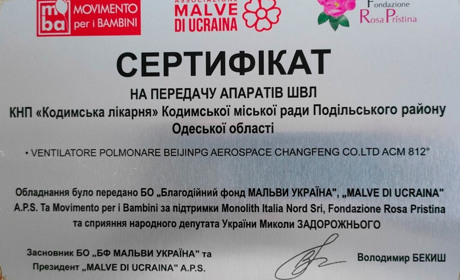 mba MOVIMENTO
per i BAMBINI
ASSOCIAZIONE
MALVE
DI UCRAINA
Fondazione
Rosa Pristina
СЕРТИФІКАТ
НА ПЕРЕДАЧУ АПАРАТІВ ШВЛ
КНП «Кодимська лікарня» Кодимської міської ради Подільського району
Одеської області
• VENTILATORE POLMONARE BEIJINPG AEROSPACE CHANGFENG CO.LTD ACM 812°
Обладнання було передано БО „Благодійний фонд МАЛЬВИ УКРАЇНА", „MALVE DI UCRAINA"
A.P.S. Та Movimento per i Bambini за підтримки Monolith Italia Nord Sri, Fondazione Rosa Pristina
та сприяння народного депутата України Миколи ЗАДОРОЖНЬОГО
Засновник БО „БФ МАЛЬВИ УКРАЇНА" та
Президент „MALVE DI UCRAINA" A.P.S.
Володимир БЕКИШ